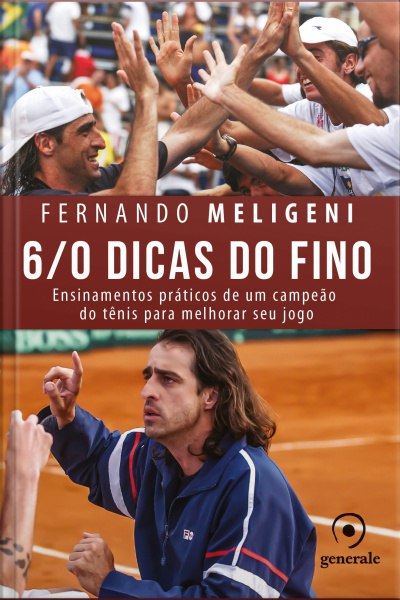 FERNANDO MELIGENI
6/0 DICAS DO FINO
Ensinamentos práticos de um campeão
do tênis para melhorar seu jogo
BOSS
generale